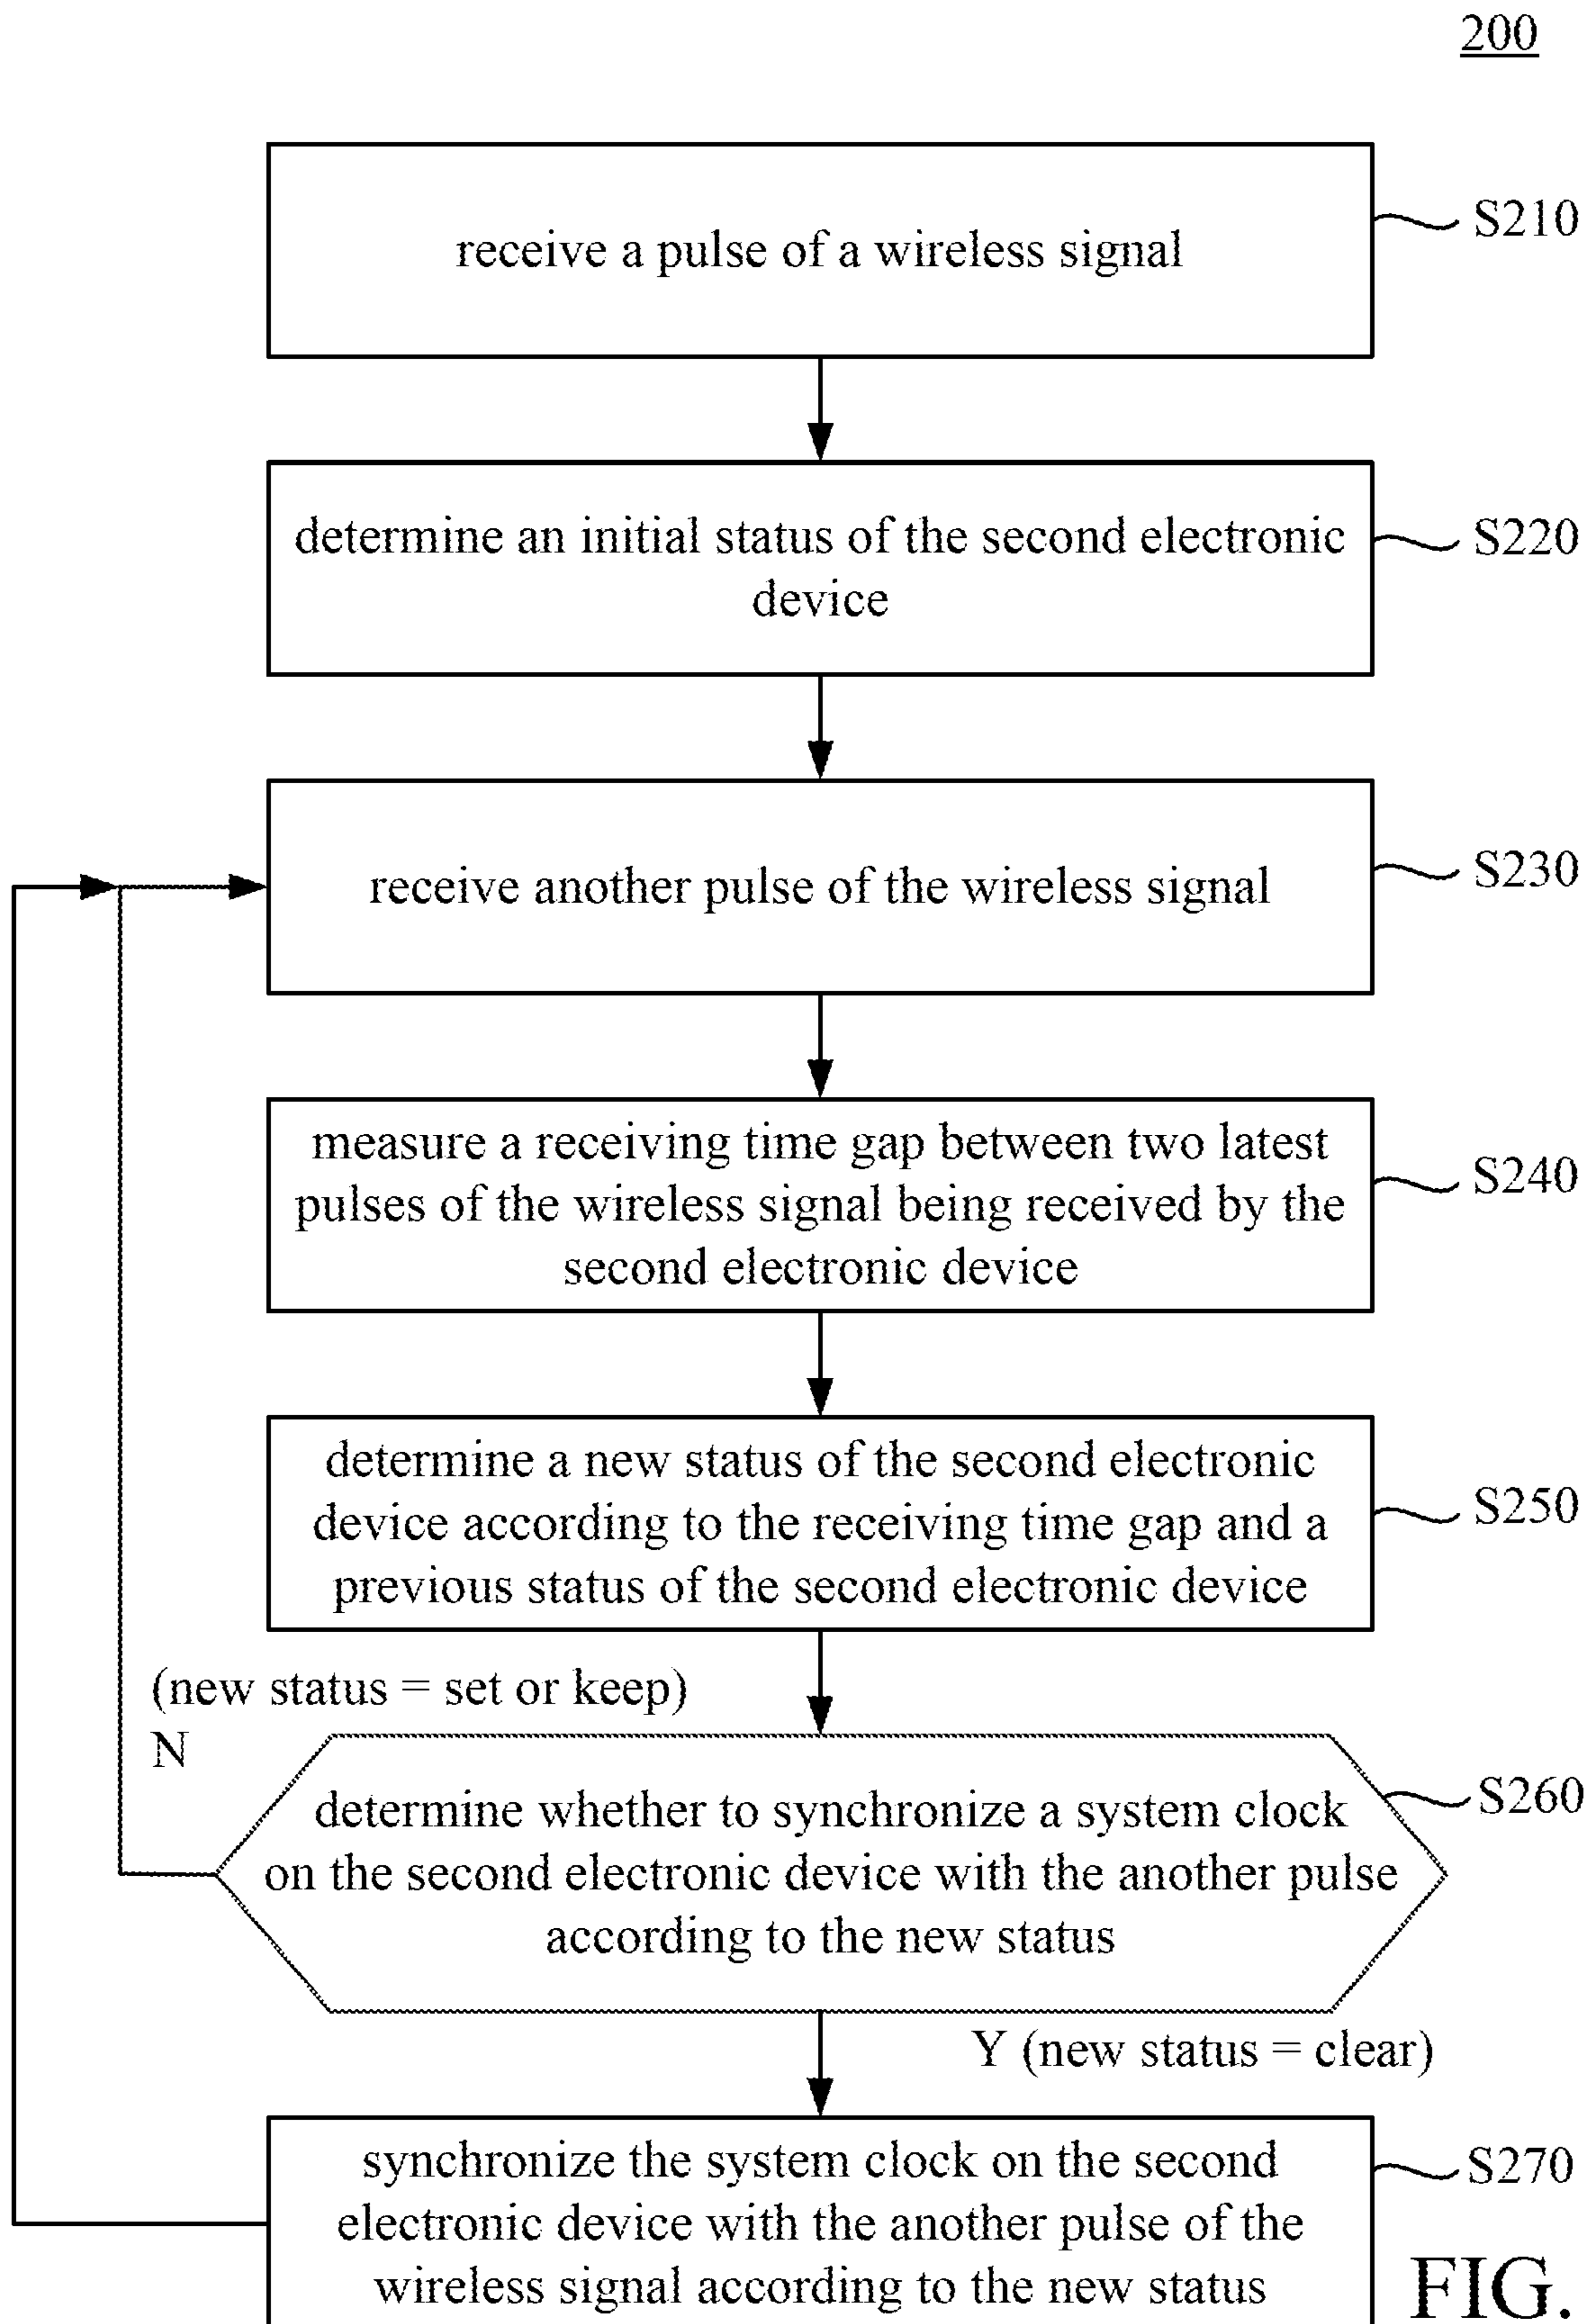 200
receive a pulse of a wireless signal
S210
determine an initial status of the second electronic
device
S220
receive another pulse of the wireless signal
S230
measure a receiving time gap between two latest
pulses of the wireless signal being received by the
second electronic device
S240
determine a new status of the second electronic
device according to the receiving time gap and a
previous status of the second electronic device
S250
(new status = set or keep)
N
determine whether to synchronize a system clock
on the second electronic device with the another pulse
according to the new status
S260
Y (new status = clear)
synchronize the system clock on the second
electronic device with the another pulse of the
wireless signal according to the new status
S270
FIG.